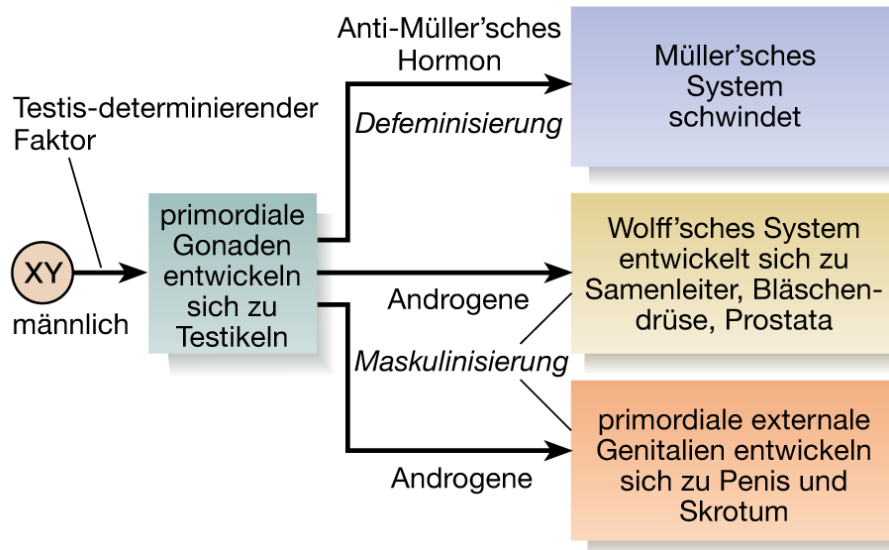 Testis-determinierender
Faktor
XY
männlich
primordiale
Gonaden
entwickeln
sich zu
Testikeln
Anti-Müller’sches
Hormon
Defeminisierung
Androgene
Maskulinisierung
Androgene
Müller’sches
System
schwindet
Wolff’sches System
entwickelt sich zu
Samenleiter, Bläschen-
drüse, Prostata
primordiale externale
Genitalien entwickeln
sich zu Penis und
Skrotum